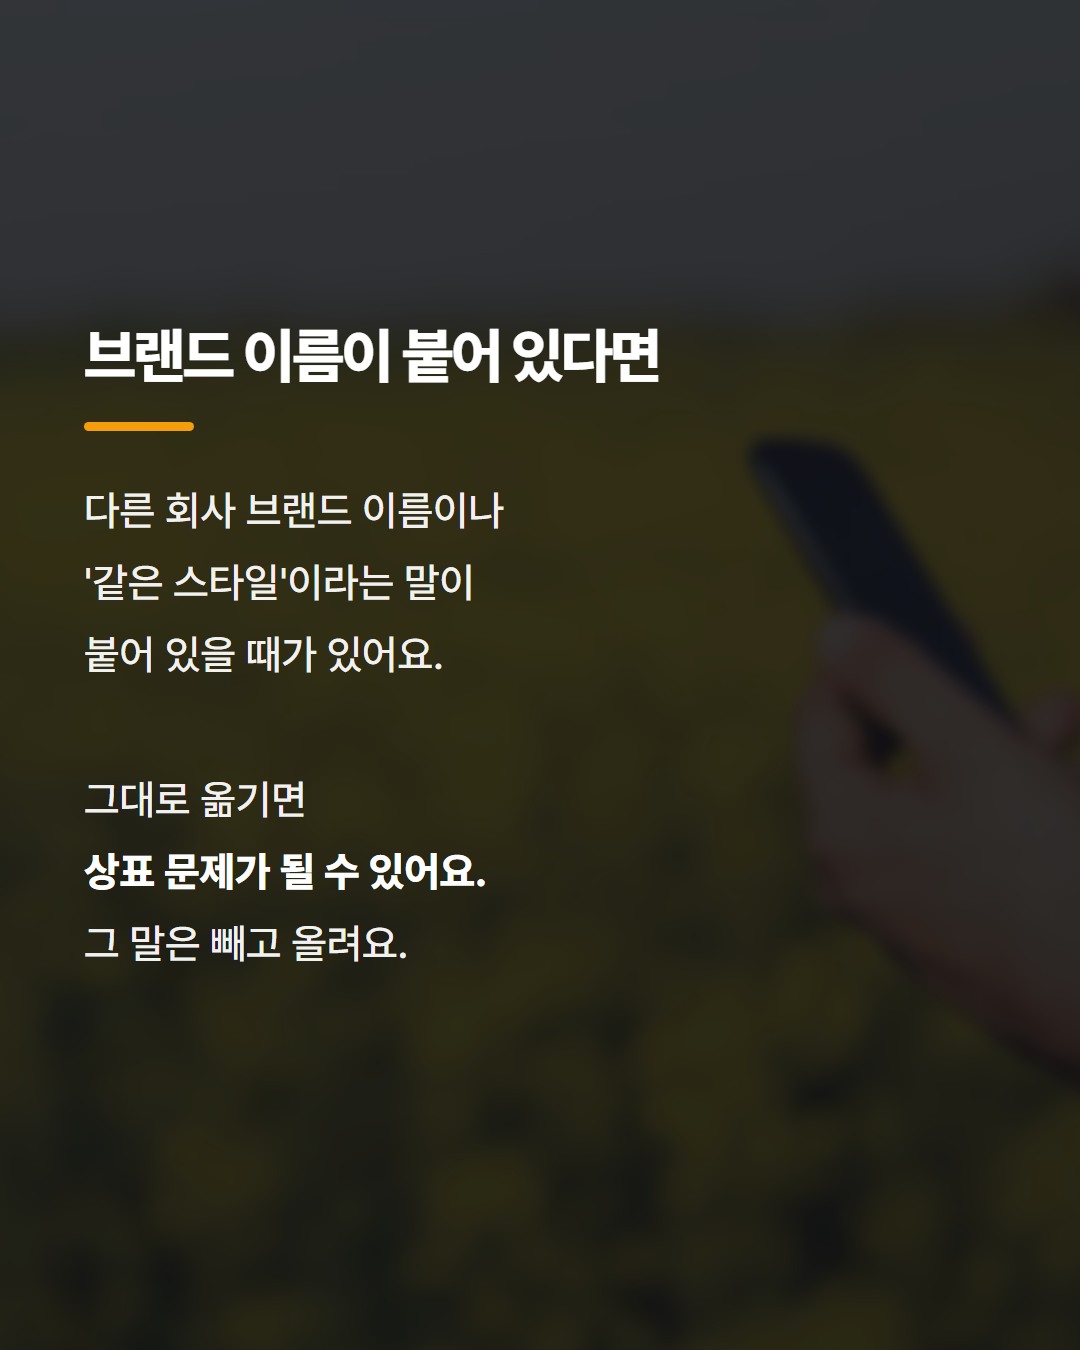 브랜드 이름이 붙어 있다면
다른 회사 브랜드 이름이나
'같은 스타일'이라는 말이
붙어 있을 때가 있어요.
그대로 옮기면
상표 문제가 될 수 있어요.
그 말은 빼고 올려요.